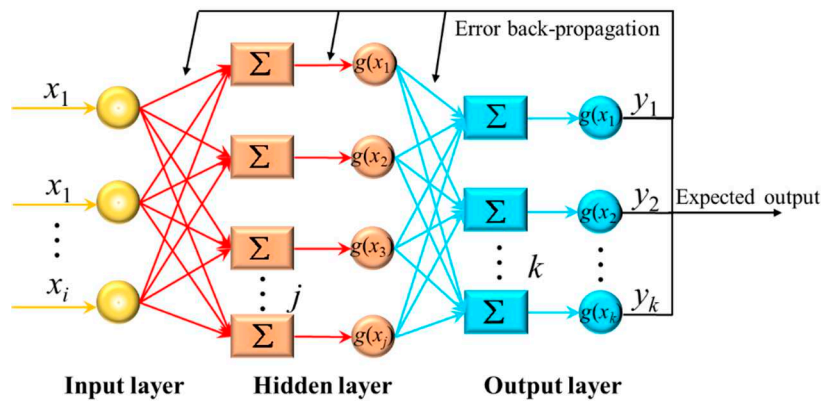 Error back-propagation
x₁
Σ
g(x₁
Σ
g(x₁
y₁
Σ
g(x₂)
x₁
Σ
g(x₂
y₂
Expected output
Σ
g(x₃
j
k
xᵢ
Σ
g(xⱼ
Σ
g(xₖ
yₖ
Input layer
Hidden layer
Output layer